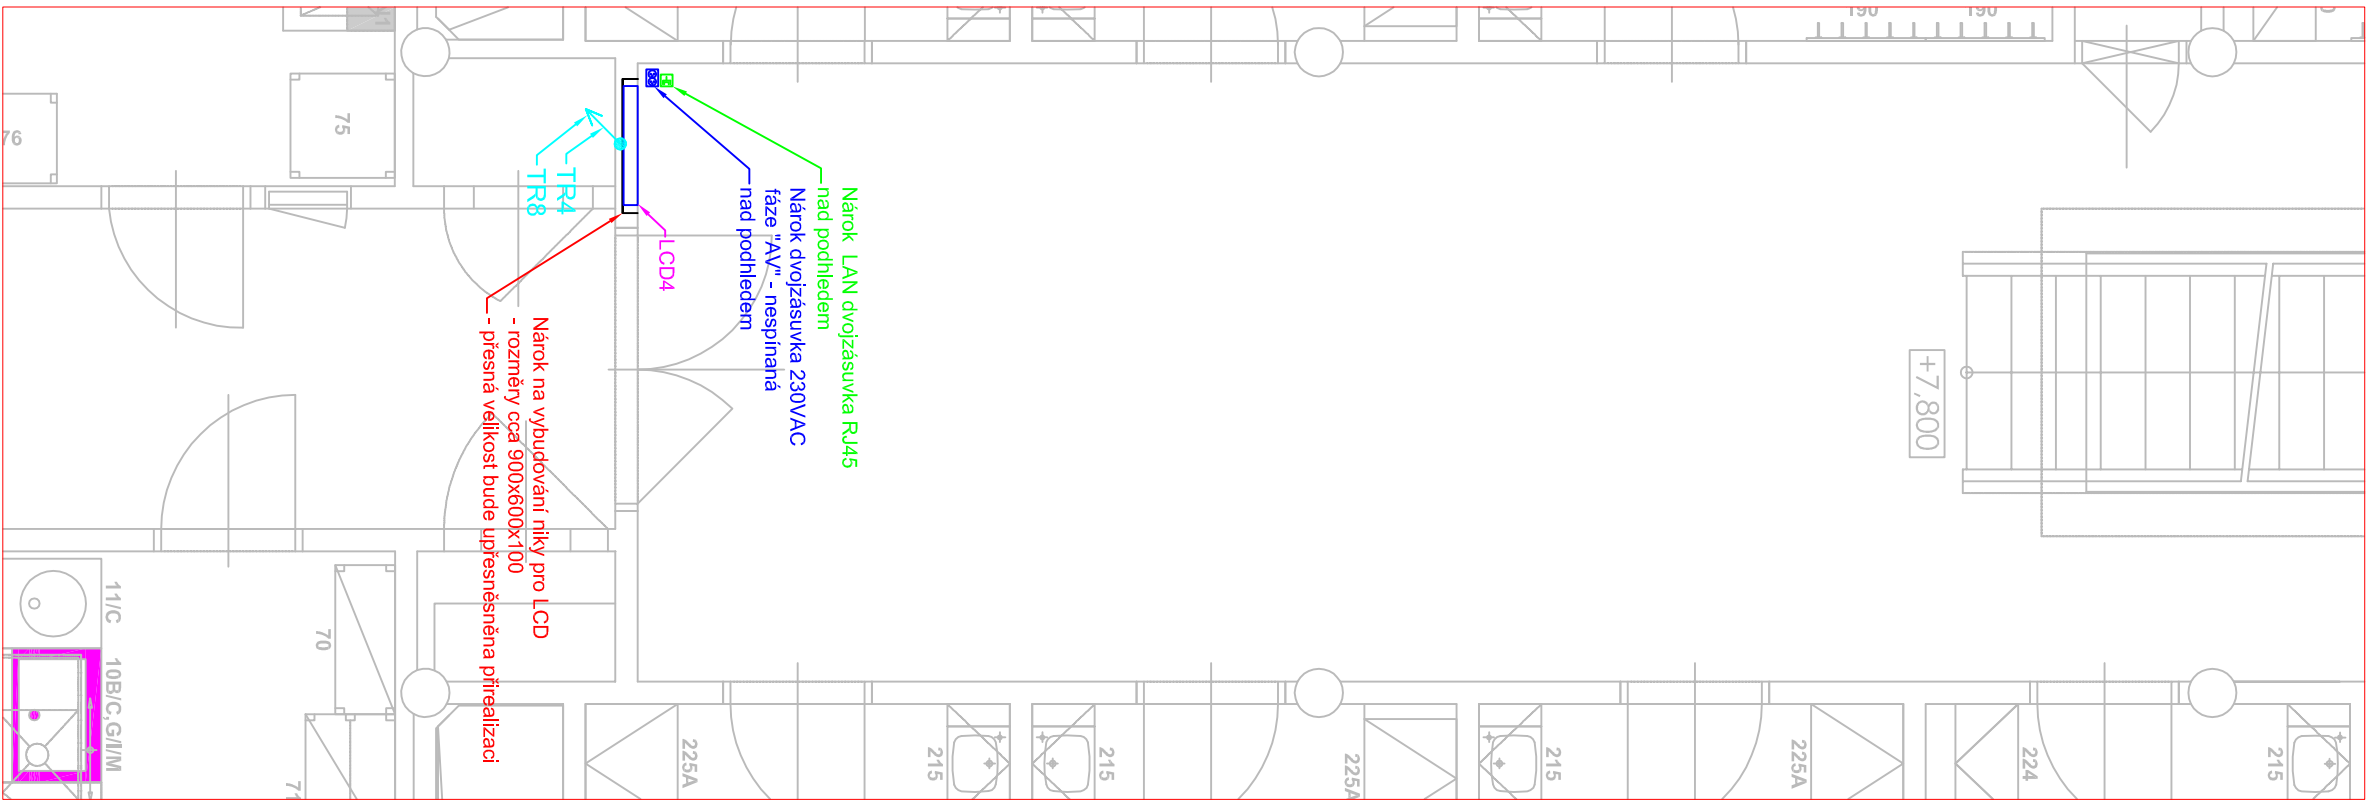 Nárok LAN dvojzásuvka RJ45
nad podhledem
Nárok dvojzásuvka 230VAC
fáze "AV" - nespínaná
nad podhledem
LCD4
TR4
TR8
Nárok na vybudování niky pro LCD
- rozměry cca 900x600x100
- přesná velikost bude upřesněsněna přirealizaci
+7,800
190
190
75
76
70
71
11/C
10B/C,G/I/M
225A
215
215
225A
215
225A
224
215